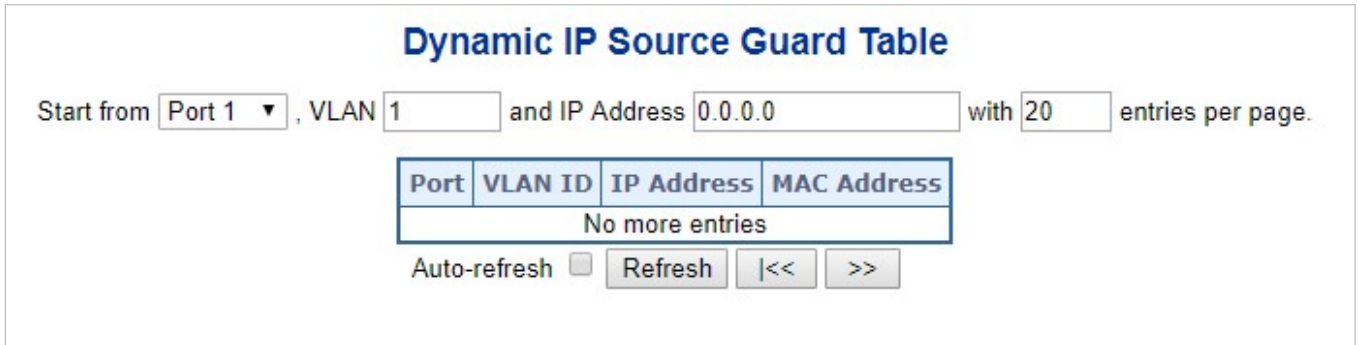 Dynamic IP Source Guard Table
Start from Port 1 ▼ , VLAN 1 and IP Address 0.0.0.0 with 20 entries per page.
Port VLAN ID IP Address MAC Address
No more entries
Auto-refresh Refresh |<< >>